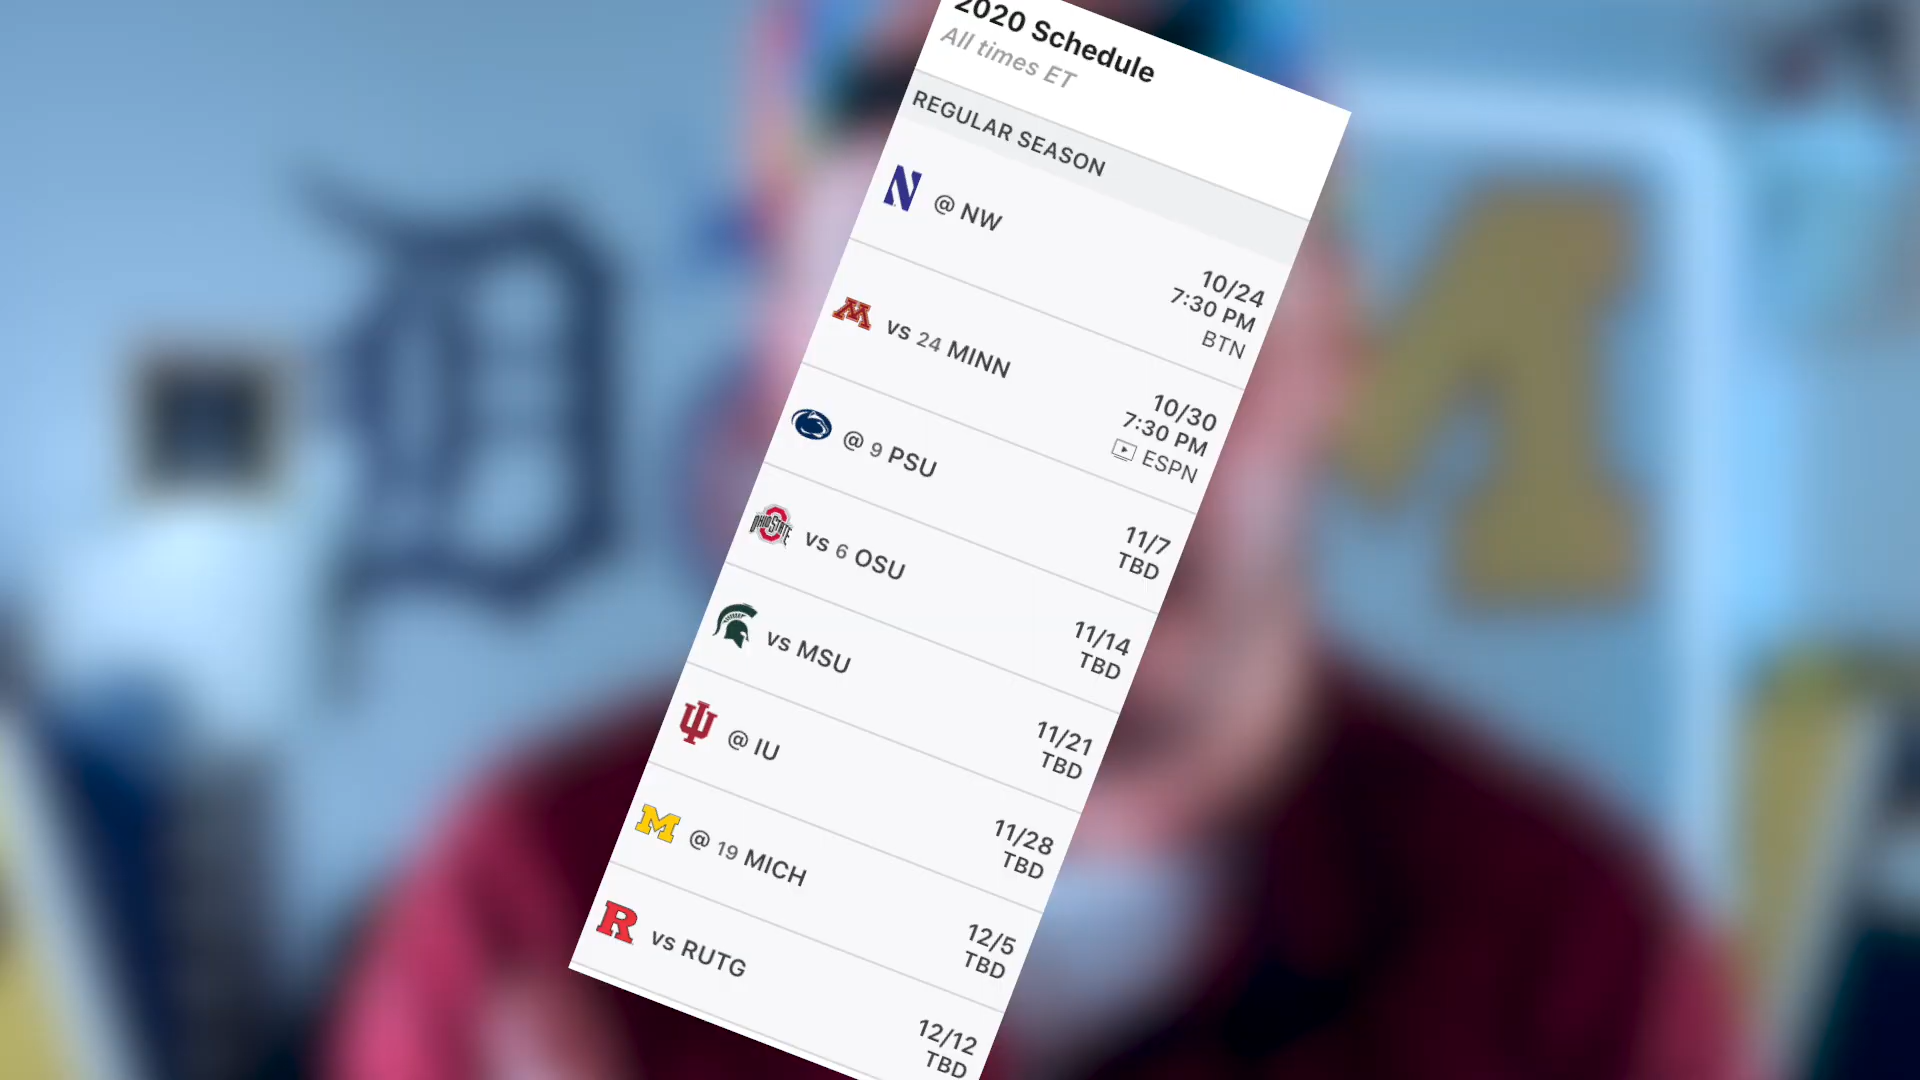 2020 Schedule
All times ET
REGULAR SEASON
@ NW
10/24
7:30 PM
BTN
vs 24 MINN
10/30
7:30 PM
ESPN
@ 9 PSU
11/7
TBD
OHIO STATE
vs 6 OSU
11/14
TBD
vs MSU
11/21
TBD
@ IU
11/28
TBD
@ 19 MICH
12/5
TBD
vs RUTG
12/12
TBD